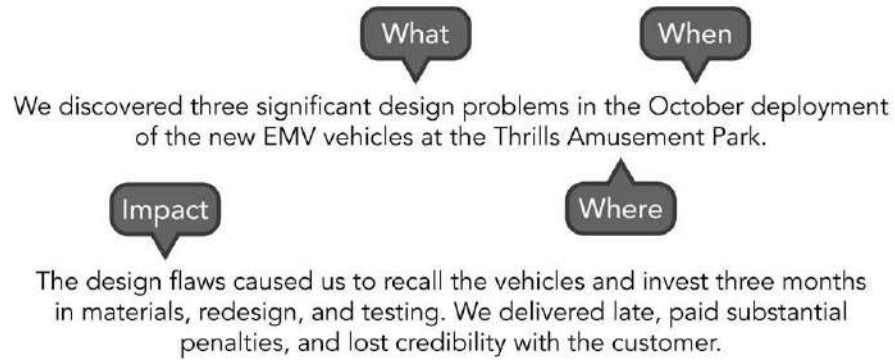 What When
We discovered three significant design problems in the October deployment
of the new EMV vehicles at the Thrills Amusement Park.
Impact Where
The design flaws caused us to recall the vehicles and invest three months
in materials, redesign, and testing. We delivered late, paid substantial
penalties, and lost credibility with the customer.